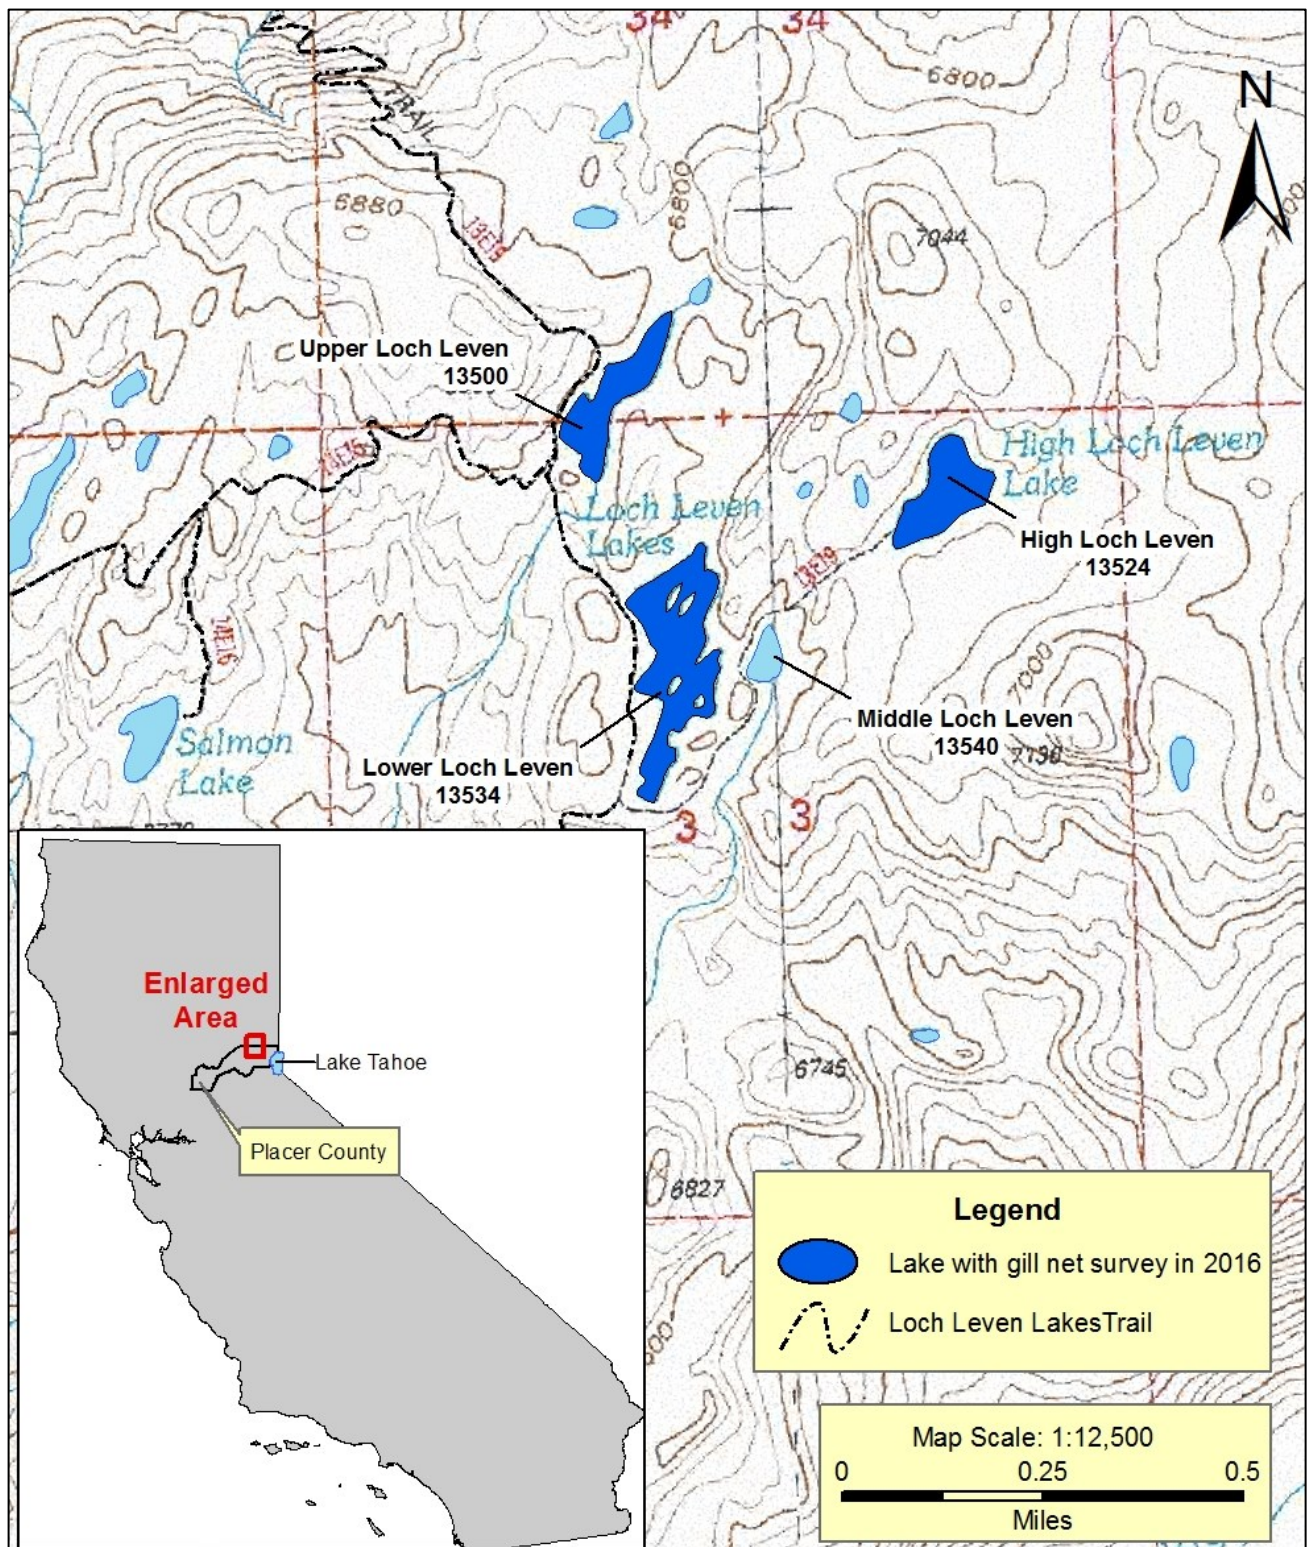 34
34
6800
N
TRAIL
6880
6800
13E19
7044
Upper Loch Leven
13500
High Loch Leven
Lake
Loch Leven
Lakes
High Loch Leven
13524
13E19
14E16
7000
Middle Loch Leven
13540
7136
Salmon
Lake
Lower Loch Leven
13534
3
3
Enlarged
Area
Lake Tahoe
Placer County
6745
6827
Legend
Lake with gill net survey in 2016
Loch Leven LakesTrail
Map Scale: 1:12,500
0
0.25
0.5
Miles